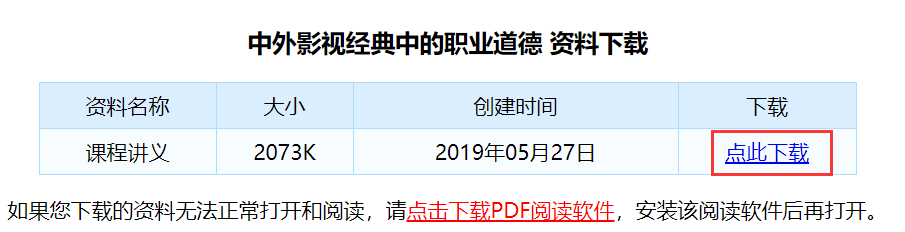 中外影视经典中的职业道德 资料下载
资料名称 大小 创建时间 下载
课程讲义 2073K 2019年05月27日 点此下载
如果您下载的资料无法正常打开和阅读，请点击下载PDF阅读软件，安装该阅读软件后再打开。